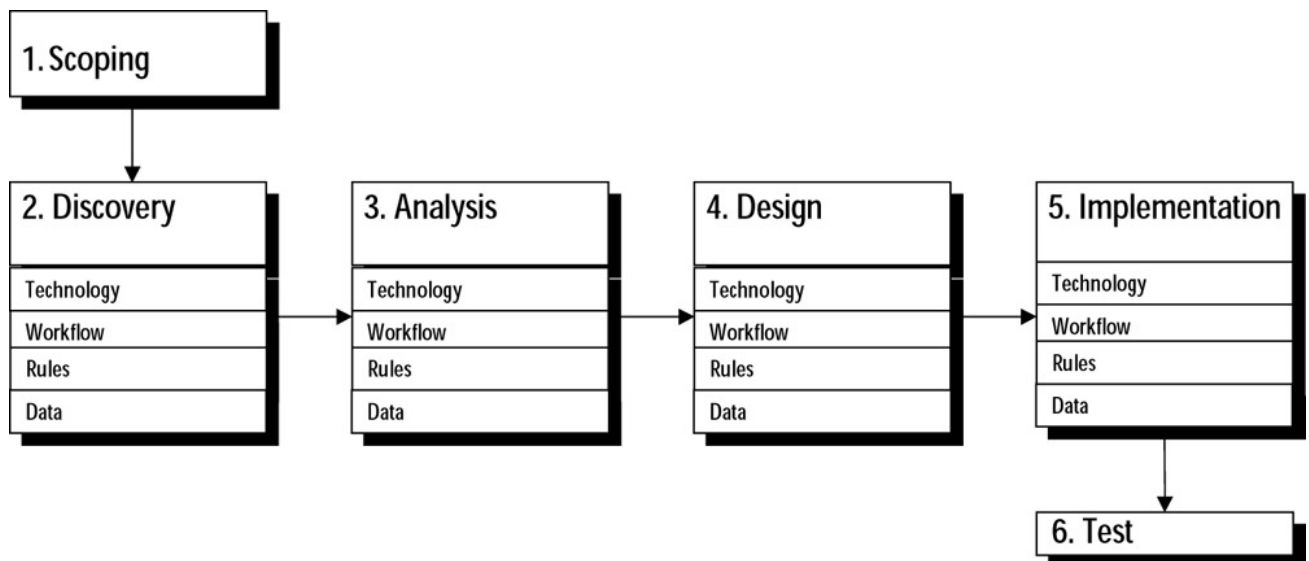 1. Scoping
2. Discovery
Technology
Workflow
Rules
Data
3. Analysis
Technology
Workflow
Rules
Data
4. Design
Technology
Workflow
Rules
Data
5. Implementation
Technology
Workflow
Rules
Data
6. Test